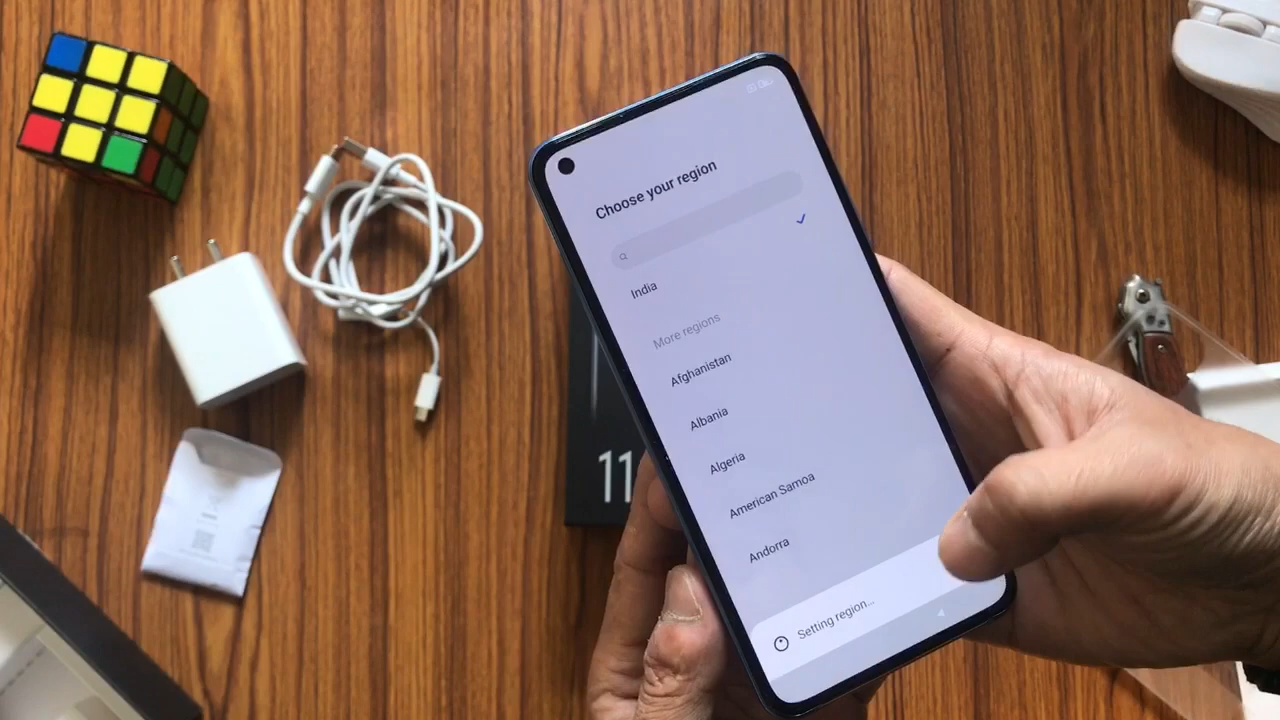 Choose your region
India
More regions
Afghanistan
Albania
Algeria
American Samoa
Andorra
Setting region...
11